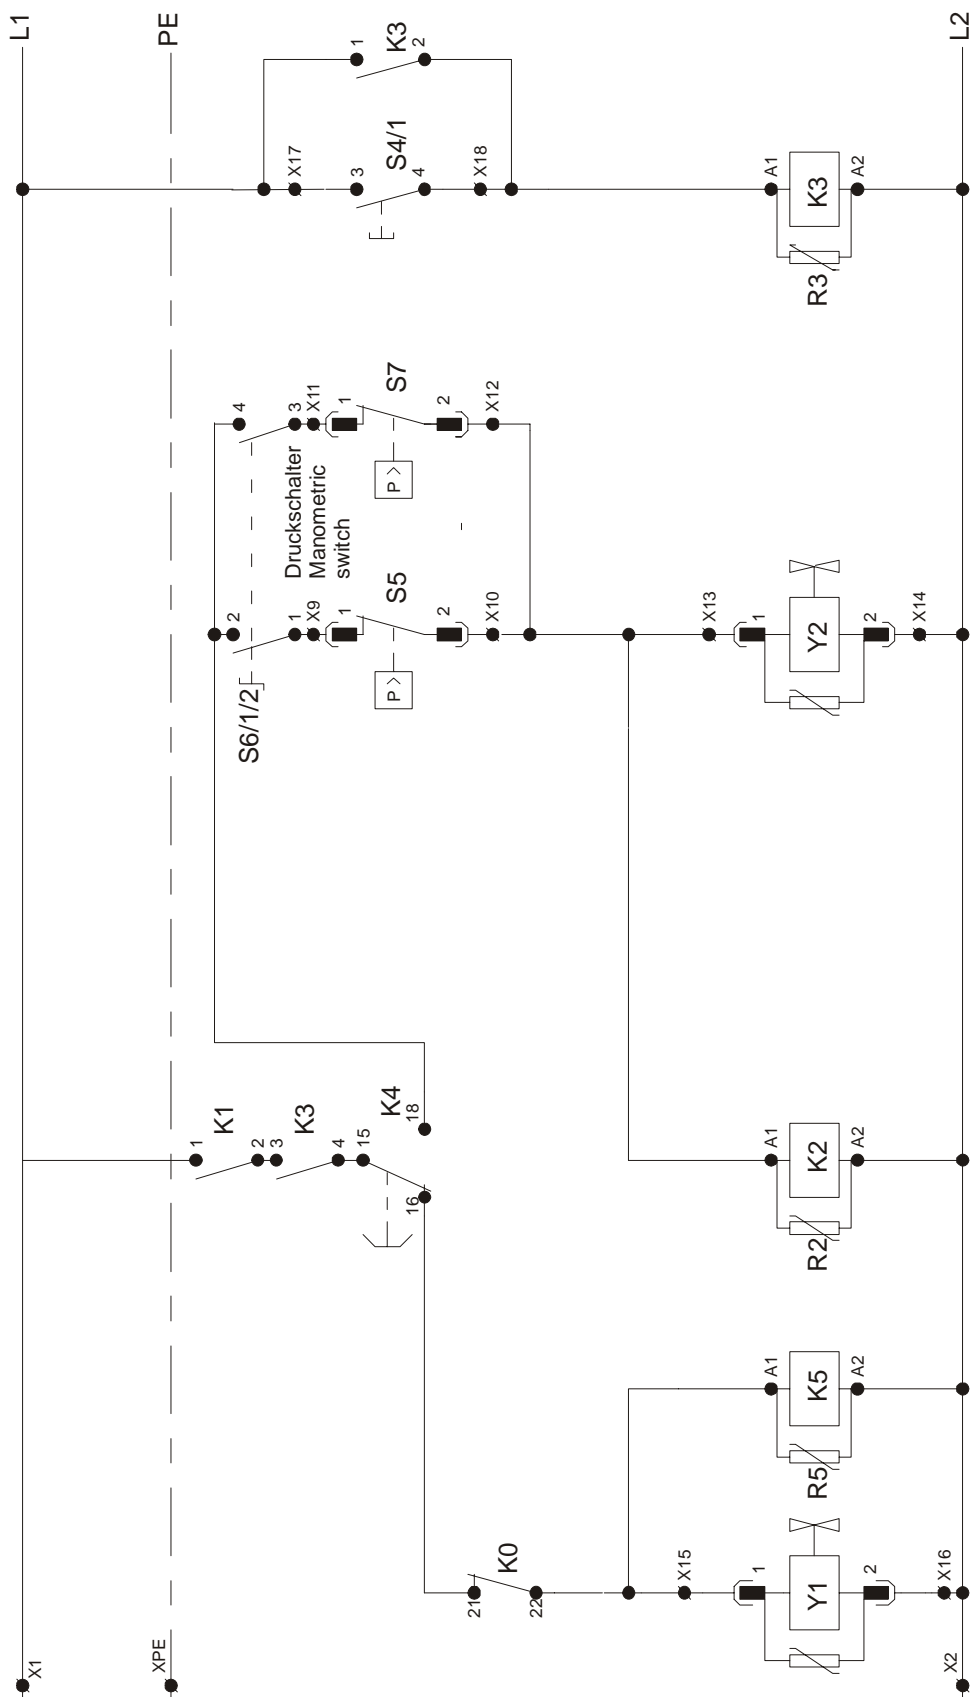 X1
L1
XPE
PE
1
K1
2
3
K3
4
15
K4
16
18
21
K0
22
X15
1
Y1
2
X16
X2
A1
K5
A2
R5
A1
K2
A2
R2
S6/1/2
2
1
X9
1
S5
P >
2
X10
Druckschalter
Manometric
switch
4
3
X11
1
S7
P >
2
X12
X13
1
Y2
2
X14
X17
3
S4/1
4
X18
1
K3
2
A1
K3
A2
R3
L2